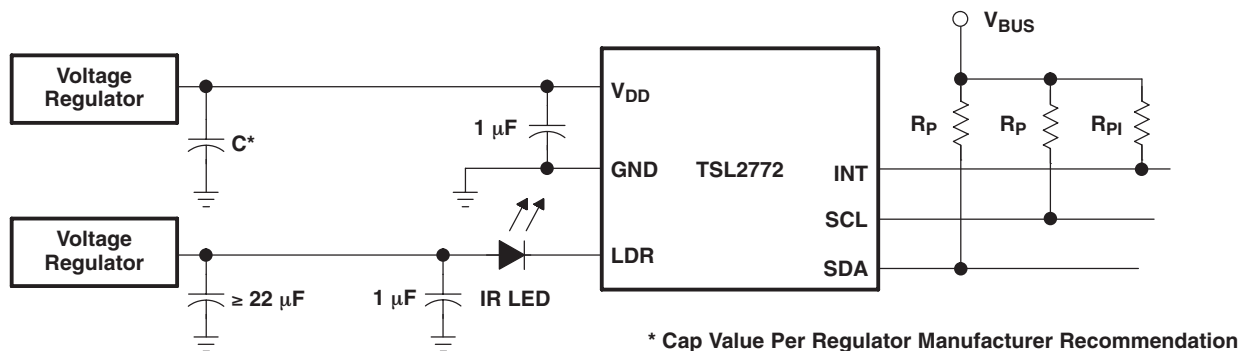 Voltage
Regulator
C*
1 μF
V_DD
GND
TSL2772
INT
SCL
SDA
LDR
V_BUS
R_P
R_P
R_PI
Voltage
Regulator
≥ 22 μF
1 μF
IR LED
* Cap Value Per Regulator Manufacturer Recommendation